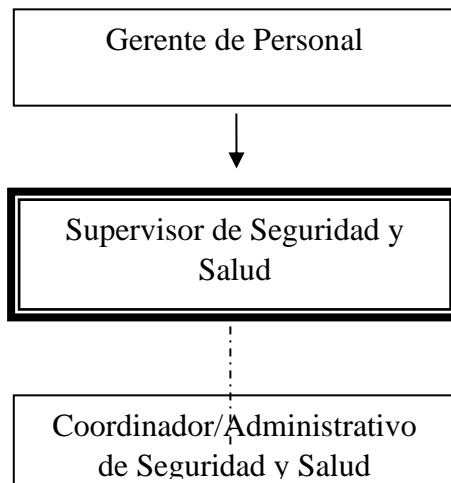 Gerente de Personal
Supervisor de Seguridad y
Salud
Coordinador/Administrativo
de Seguridad y Salud